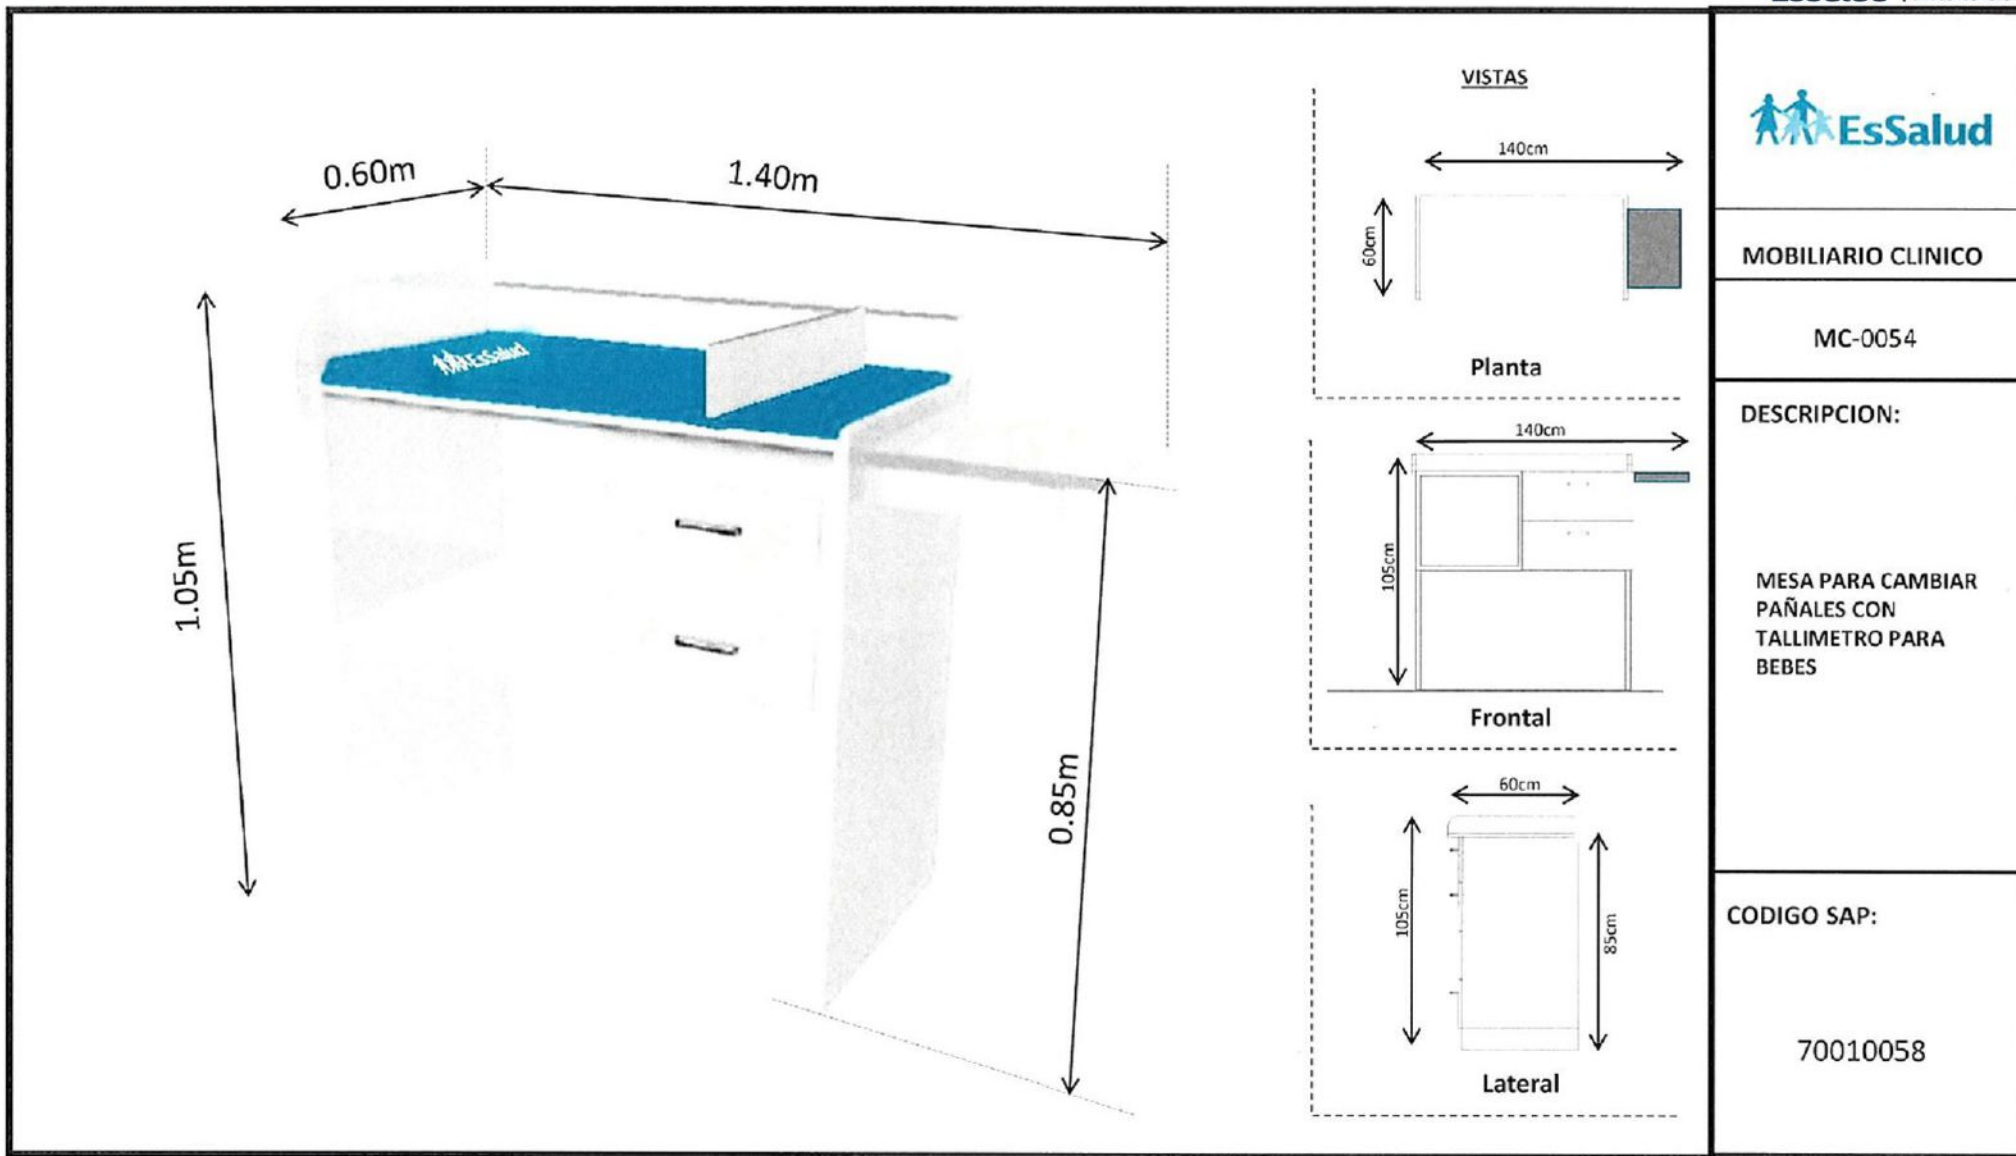 0.60m
1.40m
1.05m
0.85m
EsSalud
VISTAS
140cm
60cm
Planta
140cm
105cm
Frontal
60cm
105cm
85cm
Lateral
EsSalud
MOBILIARIO CLINICO
MC-0054
DESCRIPCION:
MESA PARA CAMBIAR
PAÑALES CON
TALLIMETRO PARA
BEBES
CODIGO SAP:
70010058